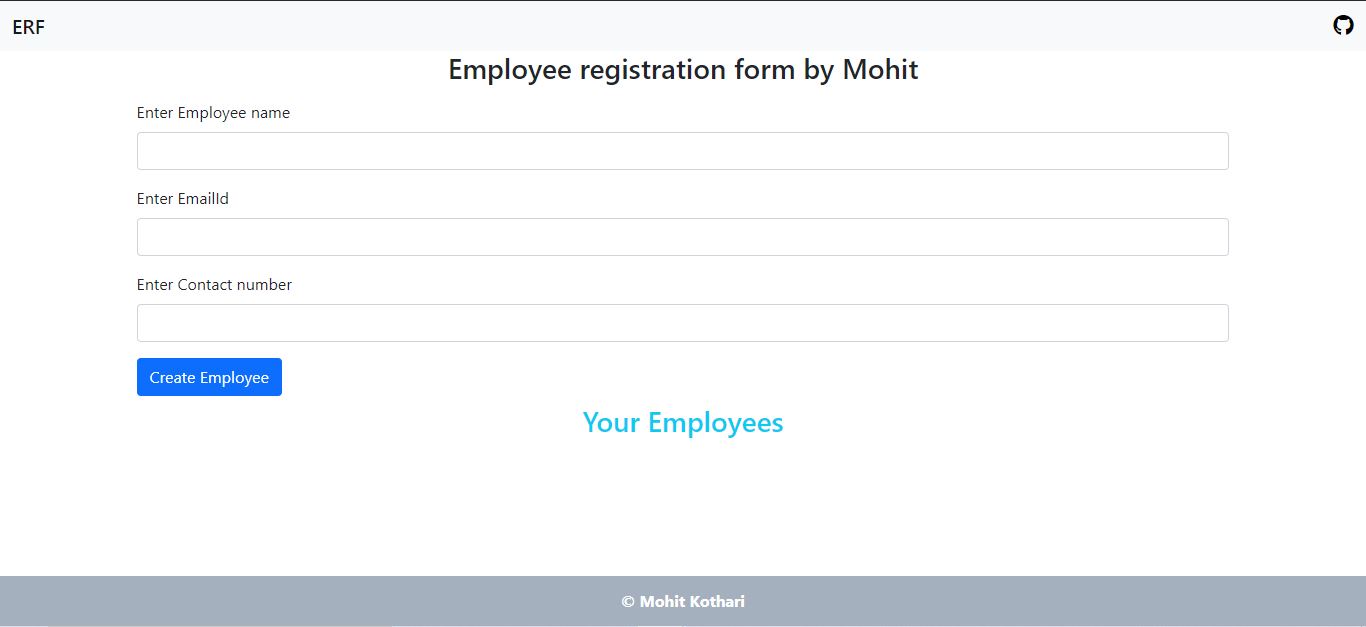 ERF
Employee registration form by Mohit
Enter Employee name
Enter EmailId
Enter Contact number
Create Employee
Your Employees
© Mohit Kothari